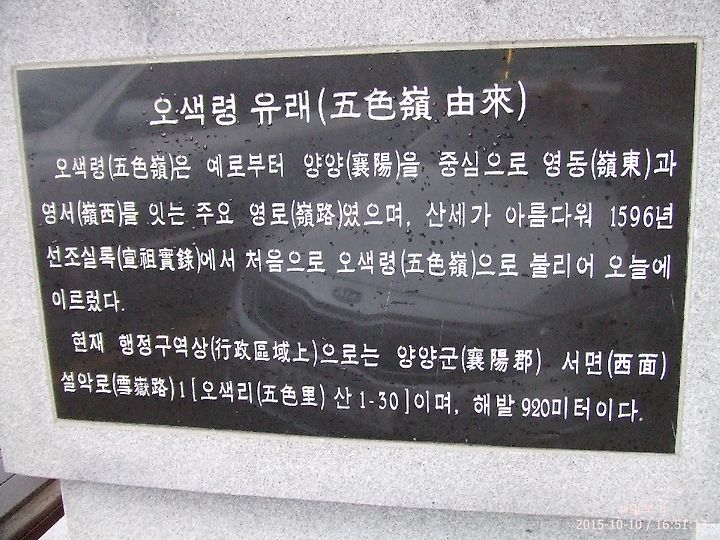 오색령 유래(五色嶺 由來)
오색령(五色嶺)은 예로부터 양양(襄陽)을 중심으로 영동(嶺東)과
영서(嶺西)를 잇는 주요 영로(嶺路)였으며, 산세가 아름다워 1596년
선조실록(宣祖實錄)에서 처음으로 오색령(五色嶺)으로 불리어 오늘에
이르렀다.
현재 행정구역상(行政區域上)으로는 양양군(襄陽郡) 서면(西面)
설악로(雪嶽路)1[오색리(五色里) 산 1-30]이며, 해발 920미터이다.
2015-10-10 / 16:51:17